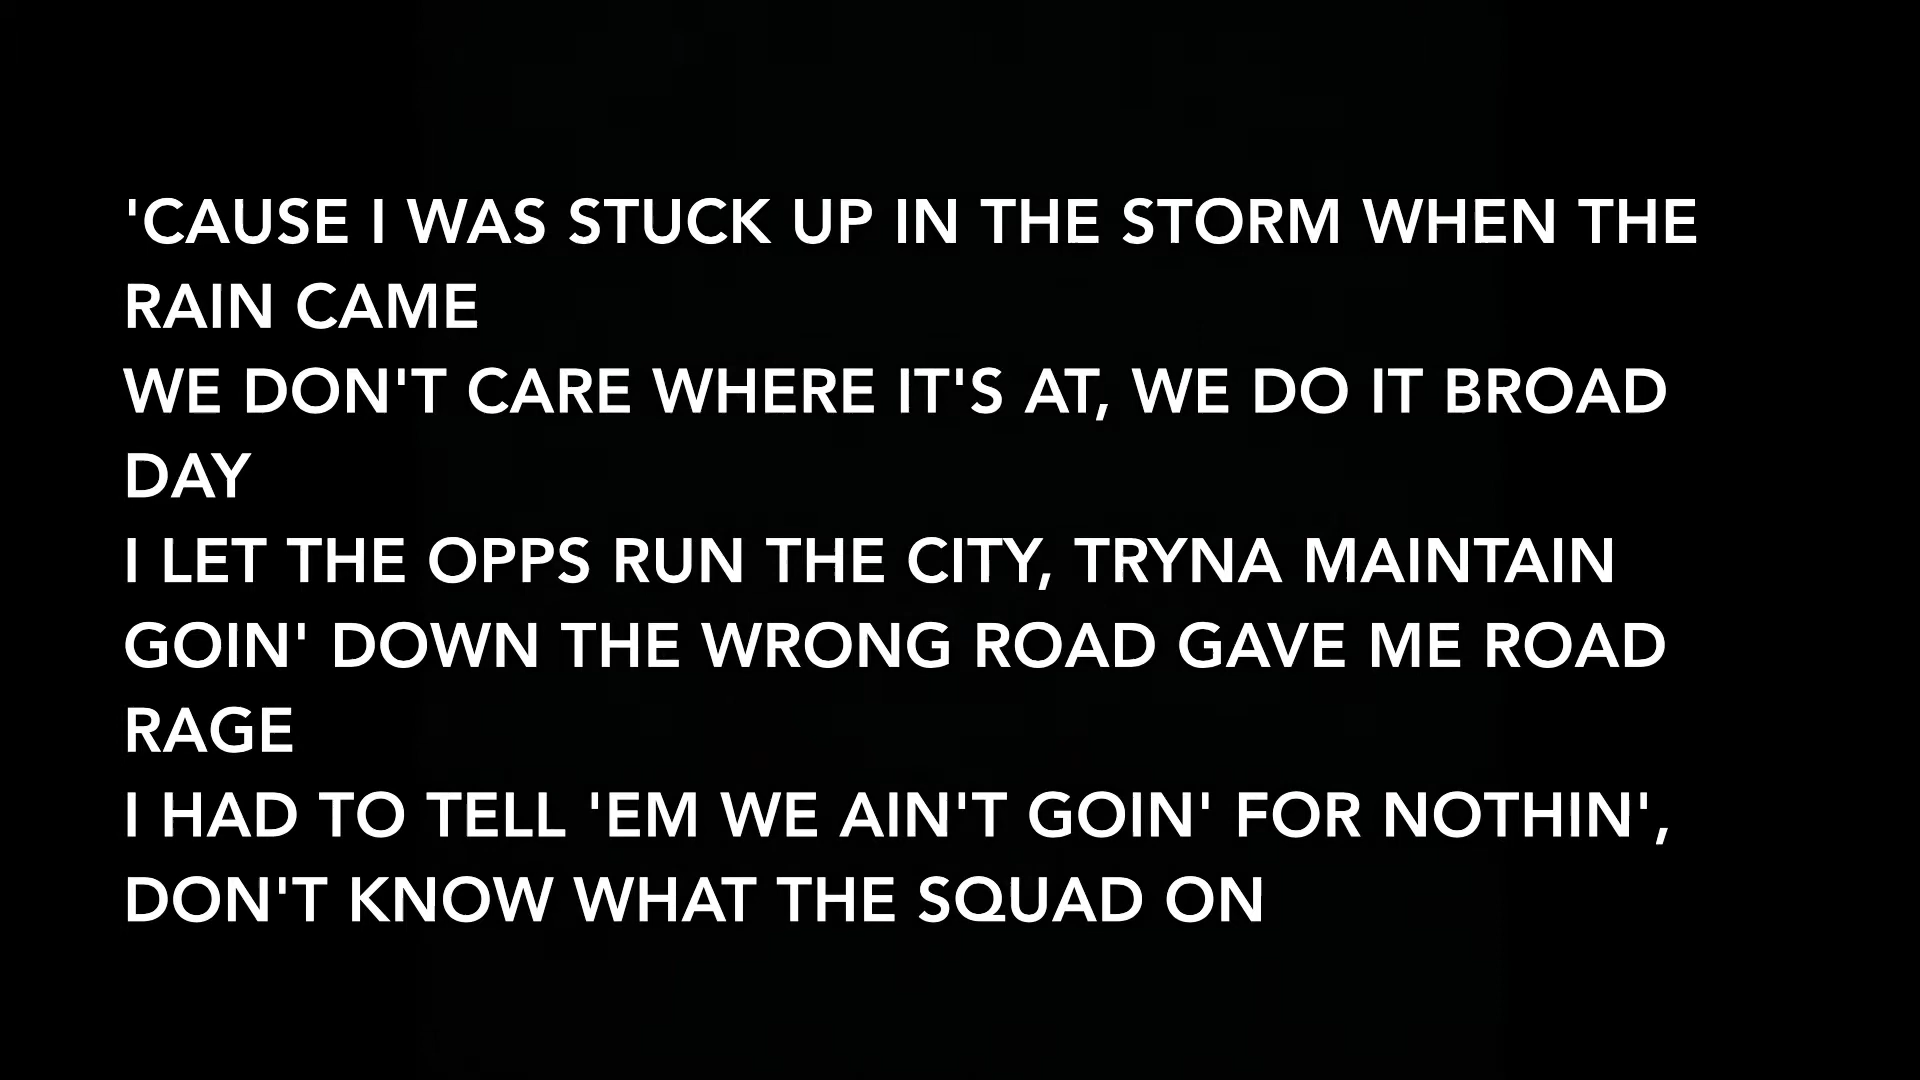 'CAUSE I WAS STUCK UP IN THE STORM WHEN THE
RAIN CAME
WE DON'T CARE WHERE IT'S AT, WE DO IT BROAD
DAY
I LET THE OPPS RUN THE CITY, TRYNA MAINTAIN
GOIN' DOWN THE WRONG ROAD GAVE ME ROAD
RAGE
I HAD TO TELL 'EM WE AIN'T GOIN' FOR NOTHIN',
DON'T KNOW WHAT THE SQUAD ON